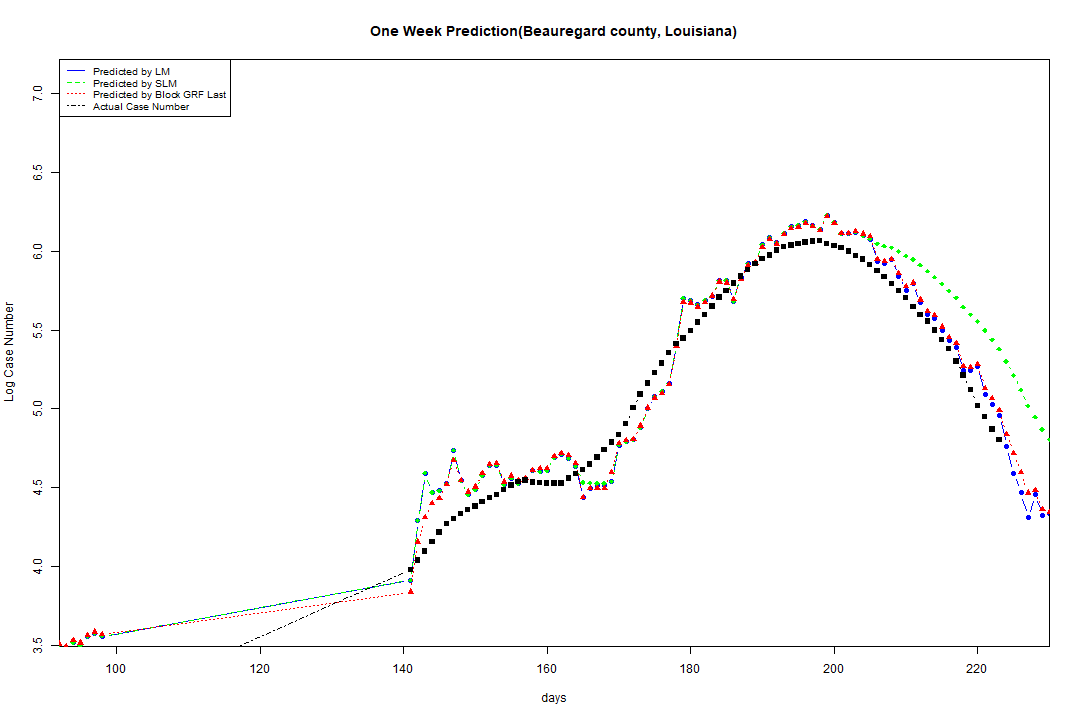 One Week Prediction(Beauregard county, Louisiana)
Predicted by LM
Predicted by SLM
Predicted by Block GRF Last
Actual Case Number
Log Case Number
7.0
6.5
6.0
5.5
5.0
4.5
4.0
3.5
100 120 140 160 180 200 220
days